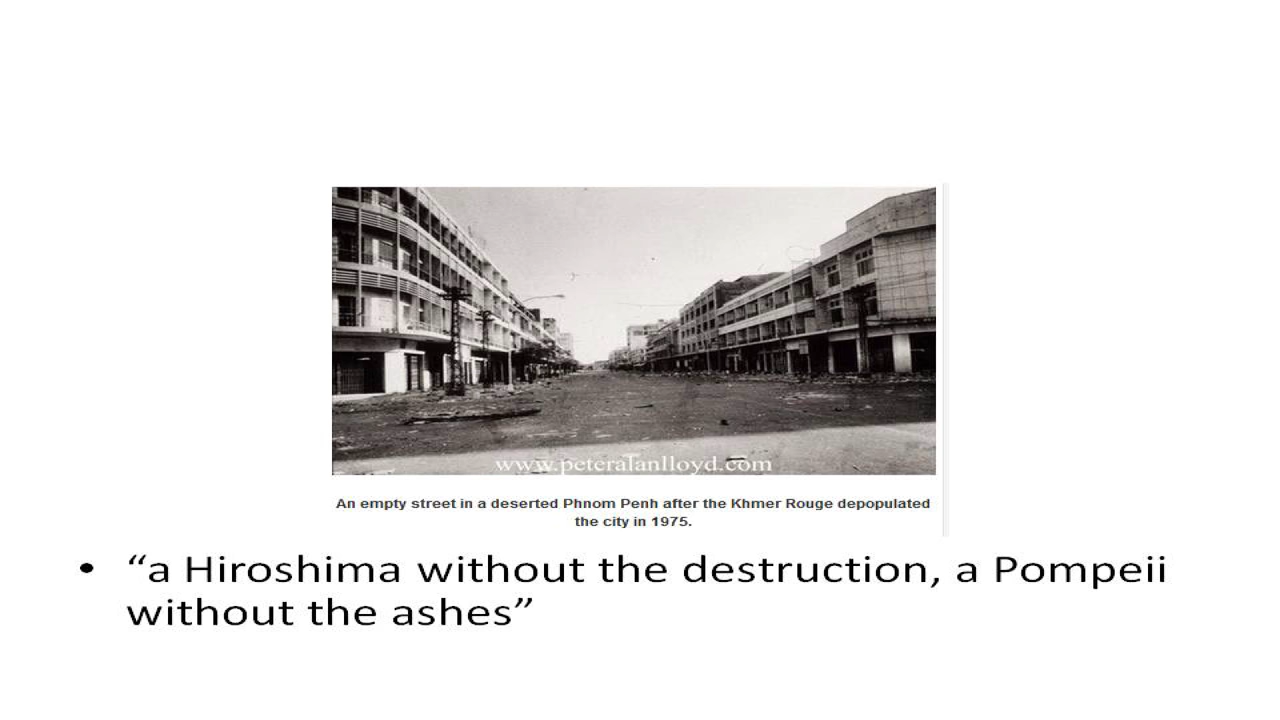 www.peteralanlloyd.com
An empty street in a deserted Phnom Penh after the Khmer Rouge depopulated
the city in 1975.
• “a Hiroshima without the destruction, a Pompeii
without the ashes”